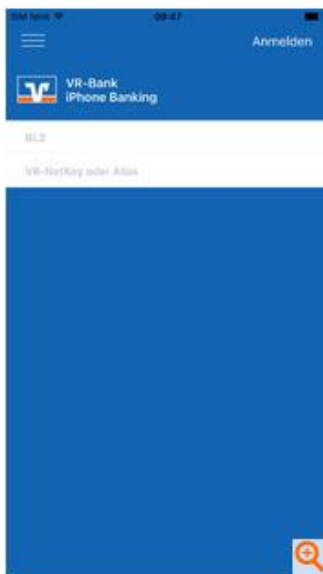 09:47
Anmelden
VR-Bank
iPhone Banking
BLZ
VR-NetKey oder Alias